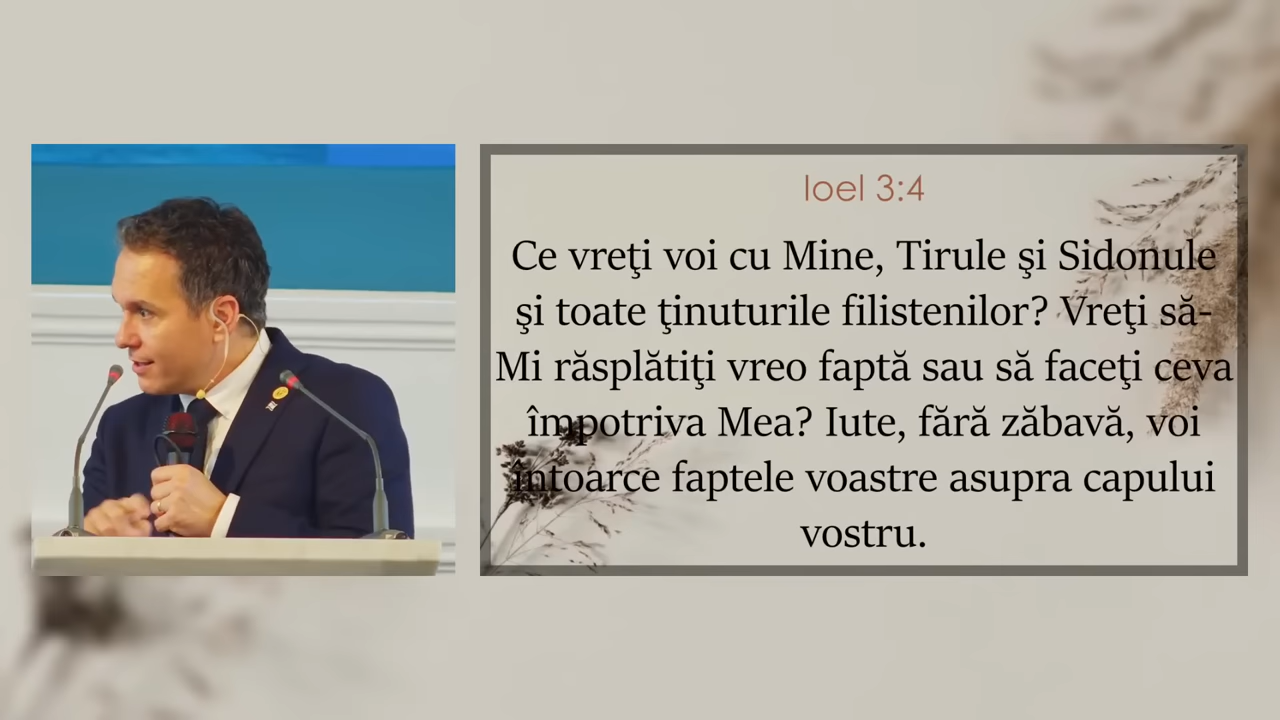 Ioel 3:4
Ce vreţi voi cu Mine, Tirule şi Sidonule
şi toate ţinuturile filistenilor? Vreţi să-
Mi răsplătiţi vreo faptă sau să faceţi ceva
împotriva Mea? Iute, fără zăbavă, voi
întoarce faptele voastre asupra capului
vostru.